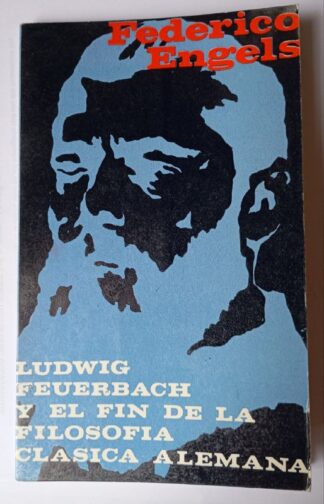 Federico
Engels
LUDWIG
FEUERBACH
Y EL FIN DE LA
FILOSOFIA
CLASICA ALEMANA